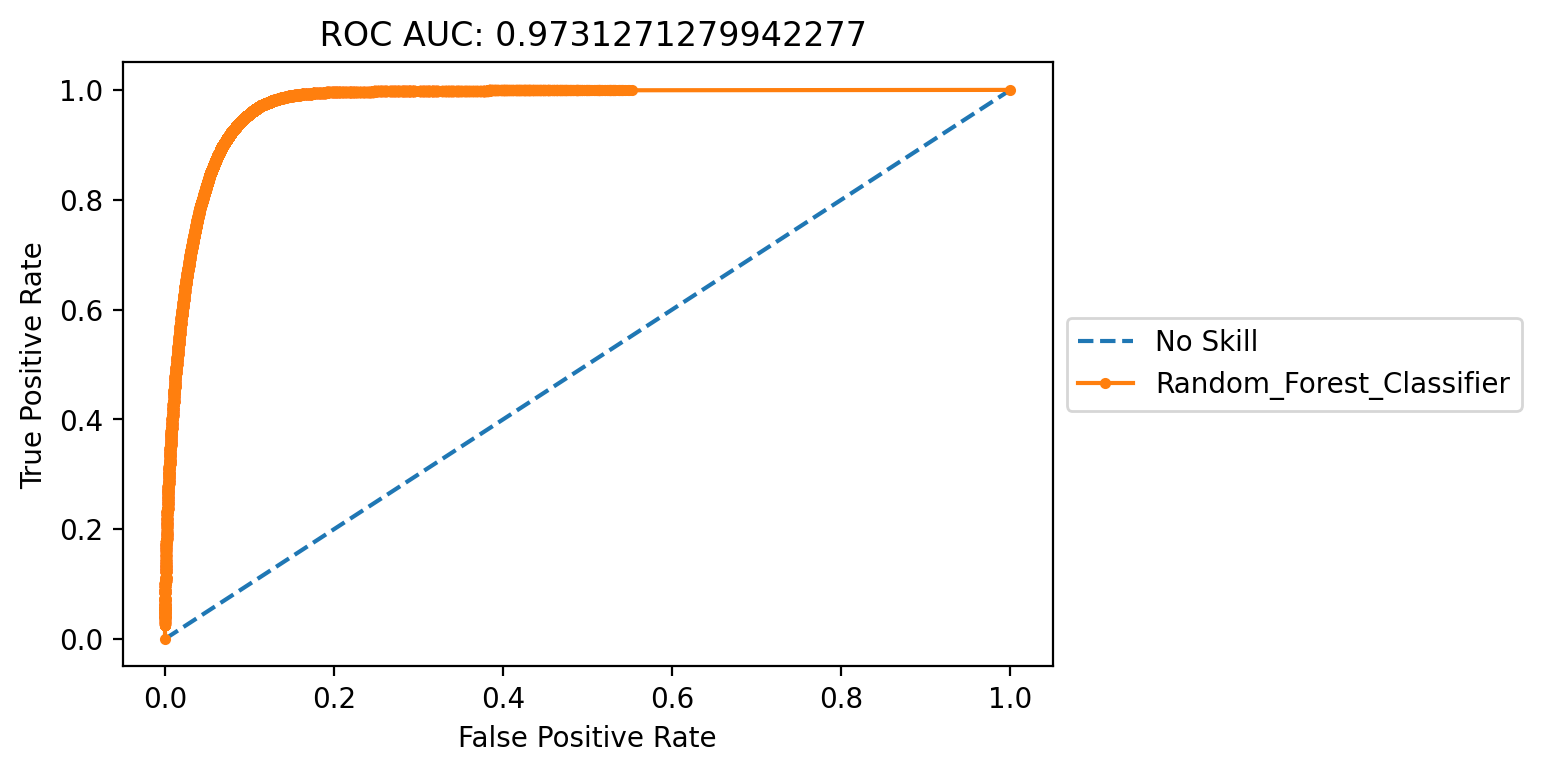 ROC AUC: 0.9731271279942277
1.0
0.8
0.6
0.4
0.2
0.0
True Positive Rate
0.0 0.2 0.4 0.6 0.8 1.0
False Positive Rate
No Skill
Random_Forest_Classifier